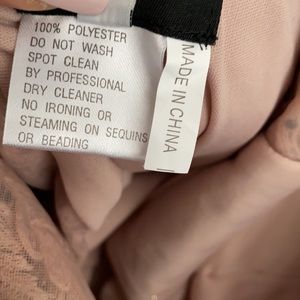 100% POLYESTER
DO NOT WASH
SPOT CLEAN
BY PROFESSIONAL
DRY CLEANER
NO IRONING OR
STEAMING ON SEQUINS
OR BEADING
MADE IN CHINA